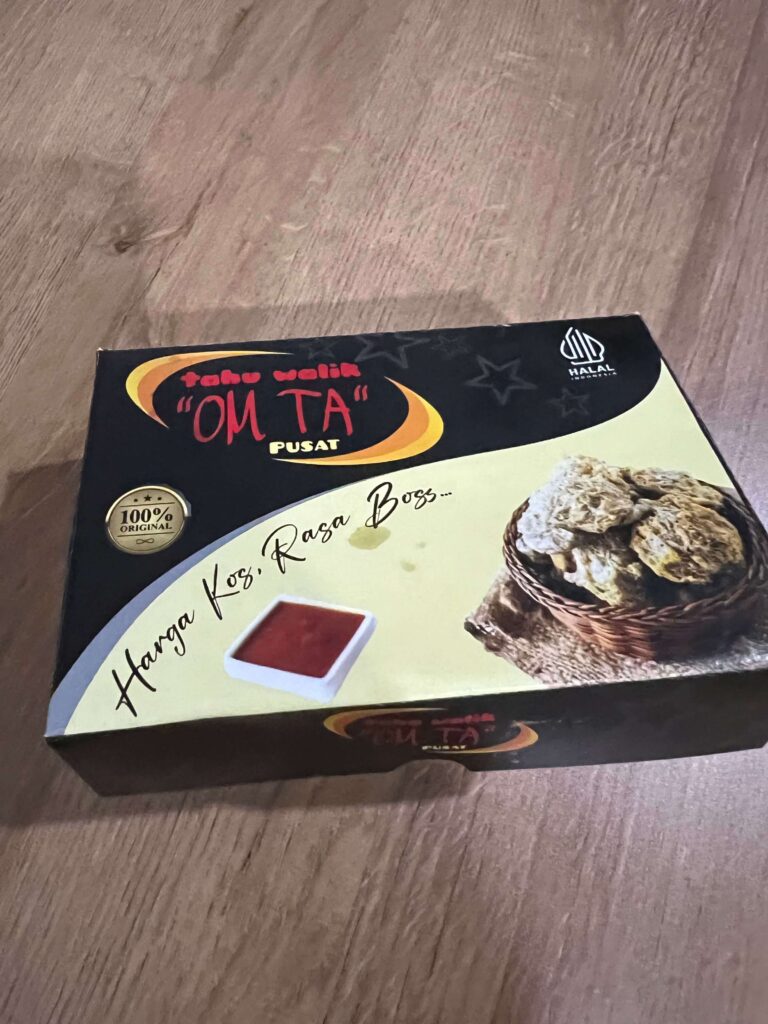 tahu walik
"OM TA"
PUSAT
HALAL
INDONESIA
100%
ORIGINAL
Harga Kos, Rasa Boss...
tahu walik
"OM TA"
PUSAT